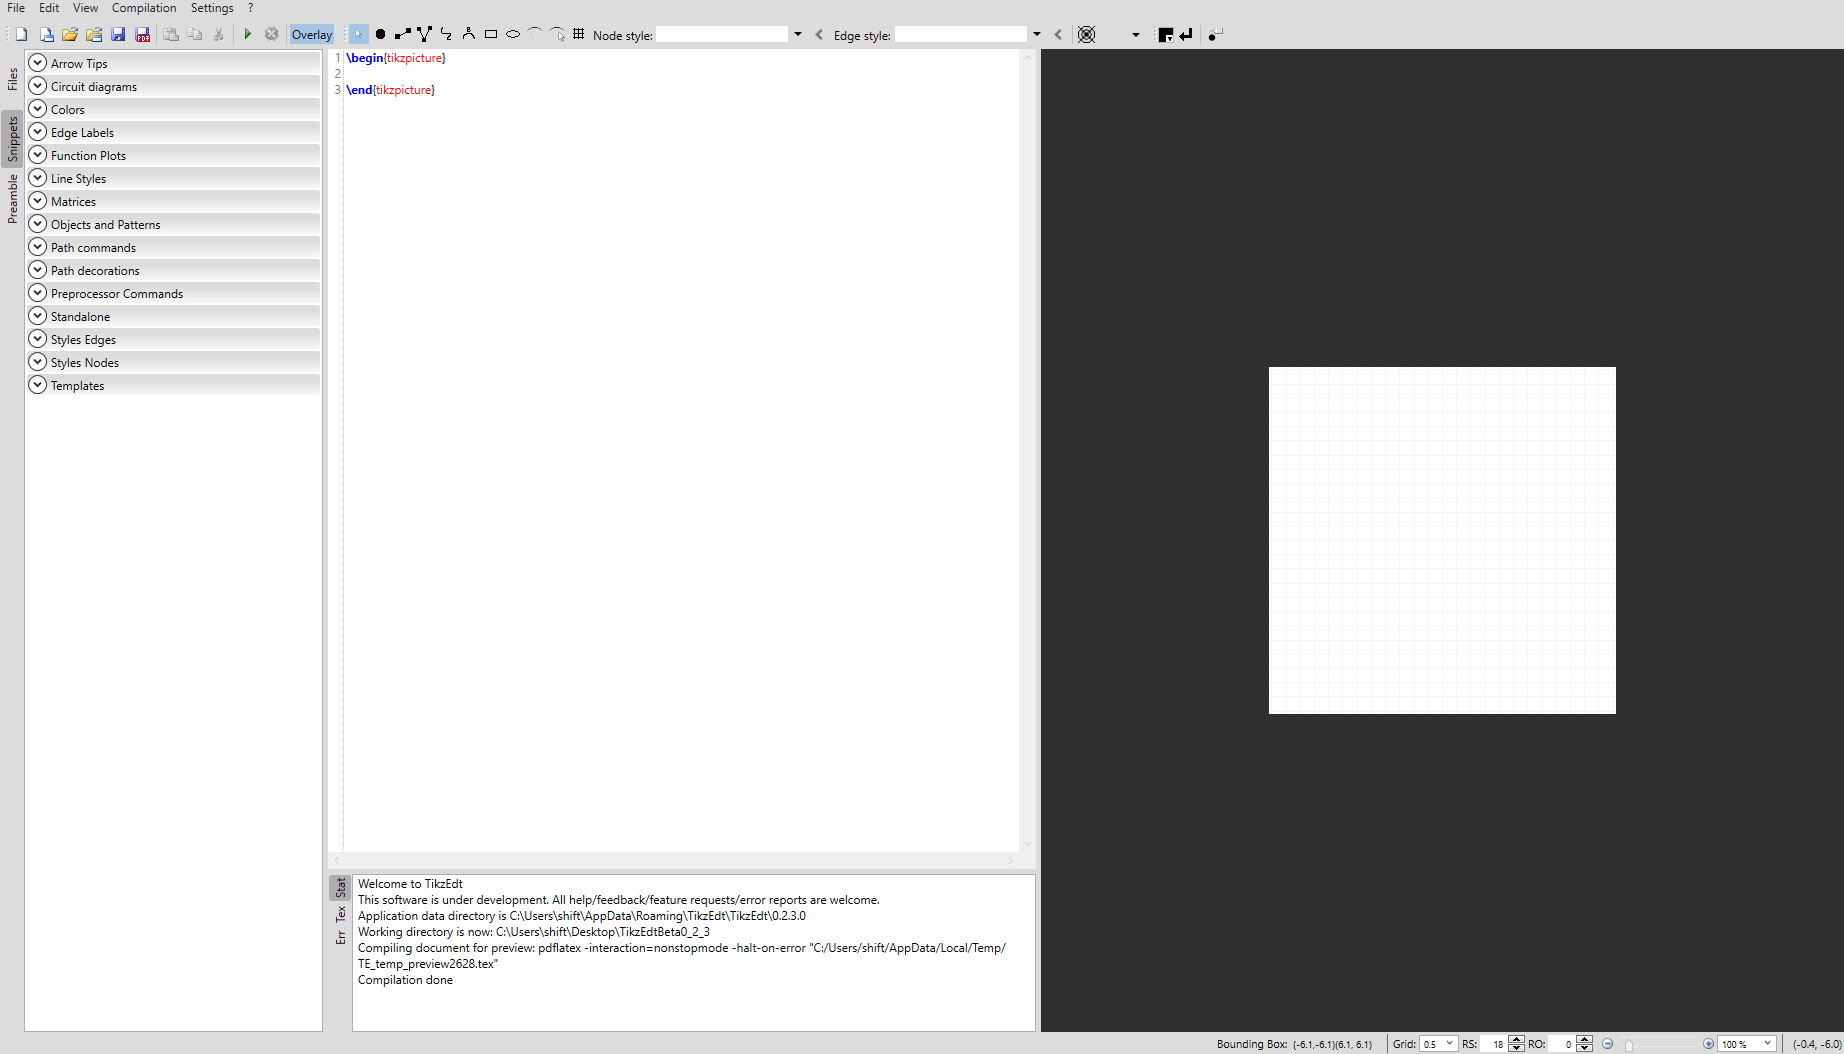 File Edit View Compilation Settings ?
Overlay Node style: Edge style:
Files
Snippets
Preamble
Arrow Tips
Circuit diagrams
Colors
Edge Labels
Function Plots
Line Styles
Matrices
Objects and Patterns
Path commands
Path decorations
Preprocessor Commands
Standalone
Styles Edges
Styles Nodes
Templates
1 \begin{tikzpicture}
2
3 \end{tikzpicture}
Stat
Tex
Err
Welcome to TikzEdt
This software is under development. All help/feedback/feature requests/error reports are welcome.
Application data directory is C:\Users\shift\AppData\Roaming\TikzEdt\TikzEdt\0.2.3.0
Working directory is now: C:\Users\shift\Desktop\TikzEdtBeta0_2_3
Compiling document for preview: pdflatex -interaction=nonstopmode -halt-on-error "C:/Users/shift/AppData/Local/Temp/
TE_temp_preview2628.tex"
Compilation done
Bounding Box: (-6.1,-6.1)(6.1, 6.1) Grid: 0.5 RS: 18 RO: 0 100 % (-0.4, -6.0)